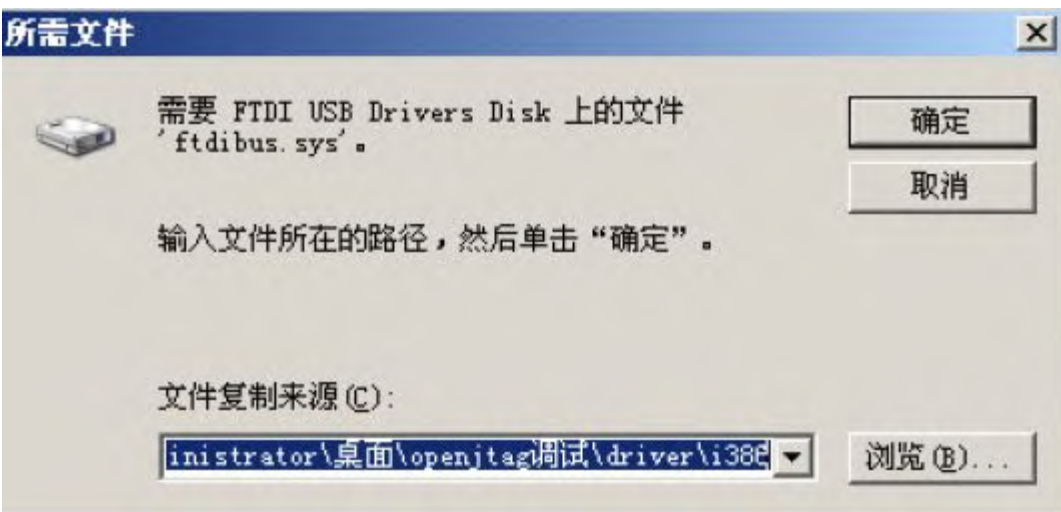 所需文件
需要 FTDI USB Drivers Disk 上的文件
'ftdibus.sys'。
确定
取消
输入文件所在的路径，然后单击“确定”。
文件复制来源(C):
inistrator\桌面\openjtag调试\driver\i386
浏览(B)...